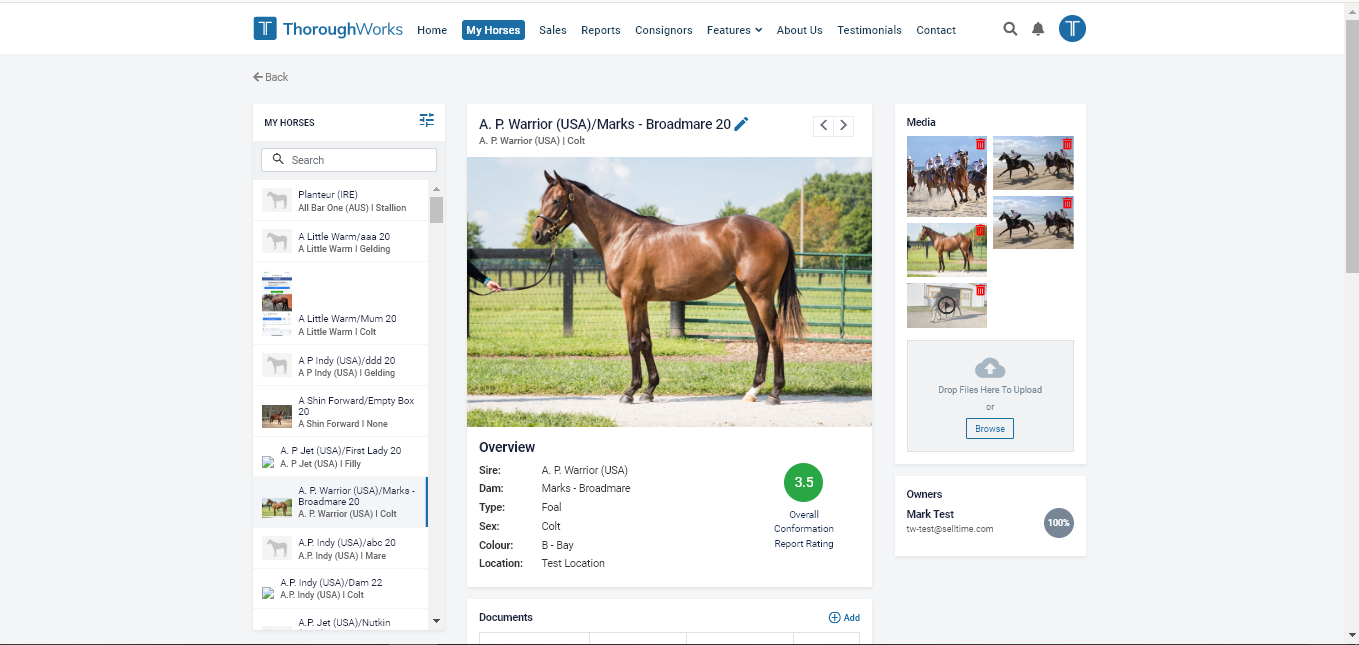 ThoroughWorks
Home
My Horses
Sales
Reports
Consignors
Features
About Us
Testimonials
Contact
Back
MY HORSES
Search
Planteur (IRE)
All Bar One (AUS) I Stallion
A Little Warm/aaa 20
A Little Warm I Gelding
A Little Warm/Mum 20
A Little Warm I Colt
A P Indy (USA)/ddd 20
A P Indy (USA) I Gelding
A Shin Forward/Empty Box
20
A Shin Forward I None
A. P Jet (USA)/First Lady 20
A. P Jet (USA) I Filly
A. P. Warrior (USA)/Marks -
Broadmare 20
A. P. Warrior (USA) I Colt
A.P. Indy (USA)/abc 20
A.P. Indy (USA) I Mare
A.P. Indy (USA)/Dam 22
A.P. Indy (USA) I Colt
A.P. Jet (USA)/Nutkin
A. P. Warrior (USA)/Marks - Broadmare 20
A. P. Warrior (USA) | Colt
Overview
Sire: A. P. Warrior (USA)
Dam: Marks - Broadmare
Type: Foal
Sex: Colt
Colour: B - Bay
Location: Test Location
3.5
Overall
Conformation
Report Rating
Documents
Add
Media
Drop Files Here To Upload
or
Browse
Owners
Mark Test
tw-test@selltime.com
100%